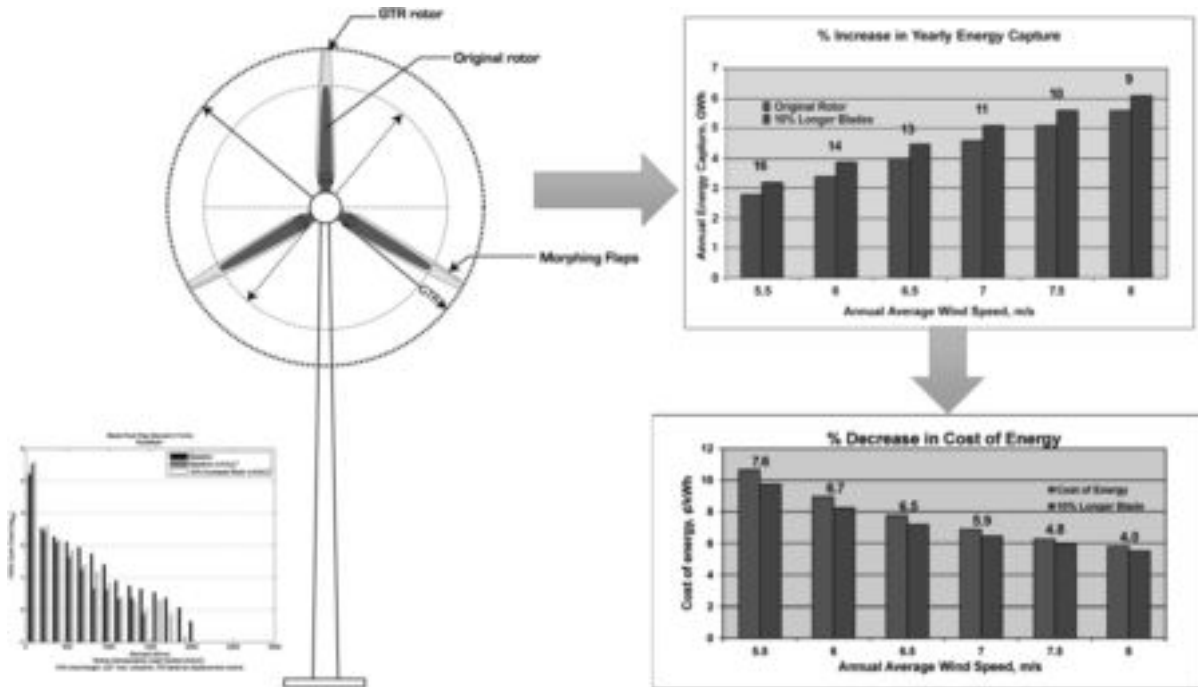 GTR rotor
Original rotor
Morphing Flaps
GTR
% Increase in Yearly Energy Capture
Annual Energy Capture, GWh
7
6
5
4
3
2
1
0
Original Rotor
10% Longer Blades
16
14
13
11
10
9
5.5
6
6.5
7
7.5
8
Annual Average Wind Speed, m/s
% Decrease in Cost of Energy
Cost of energy, ¢/kWh
12
10
8
6
4
2
0
Cost of Energy
10% Longer Blade
7.6
6.7
6.5
5.9
4.8
4.0
5.5
6
6.5
7
7.5
8
Annual Average Wind Speed, m/s